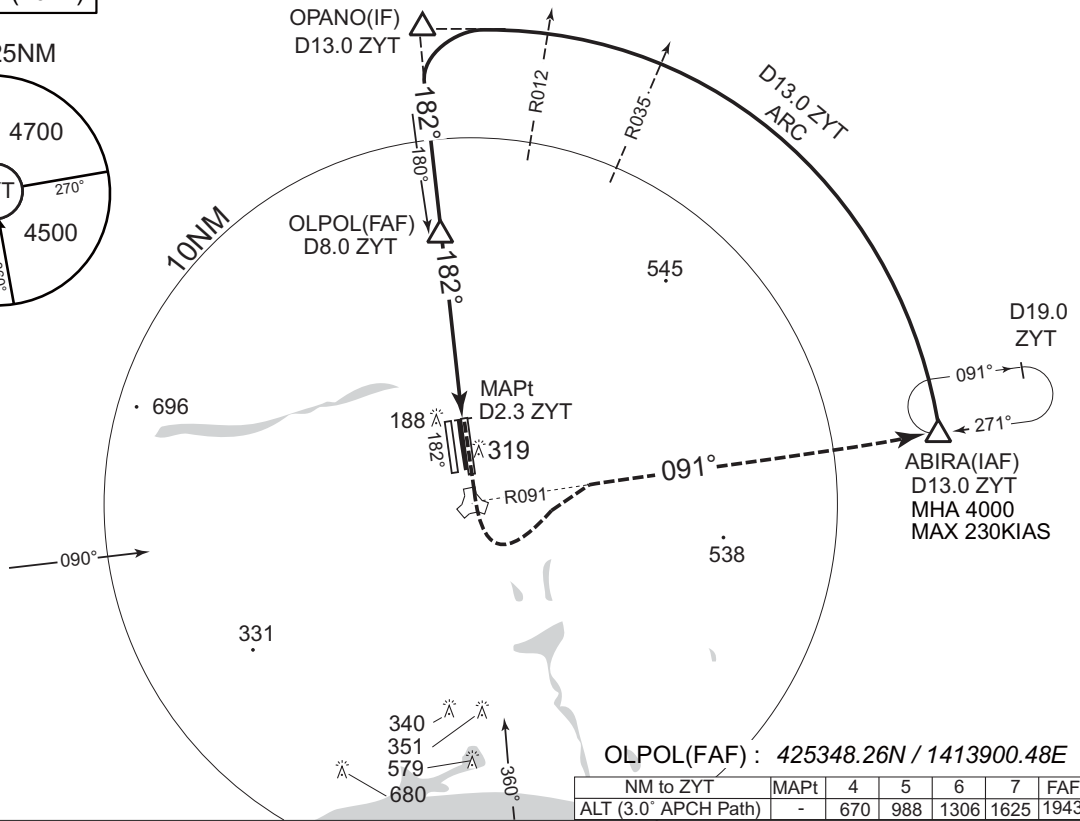 5NM
4700
270°
4500
OPANO(IF)
D13.0 ZYT
R012
R035
D13.0 ZYT
ARC
182°
180°
OLPOL(FAF)
D8.0 ZYT
182°
10NM
545
D19.0
ZYT
091°
271°
MAPt
D2.3 ZYT
696
188
182°
319
R091
091°
ABIRA(IAF)
D13.0 ZYT
MHA 4000
MAX 230KIAS
538
090°
331
340
351
579
680
360°
OLPOL(FAF) : 425348.26N / 1413900.48E
NM to ZYT MAPt 4 5 6 7 FAF
ALT (3.0° APCH Path) - 670 988 1306 1625 1943